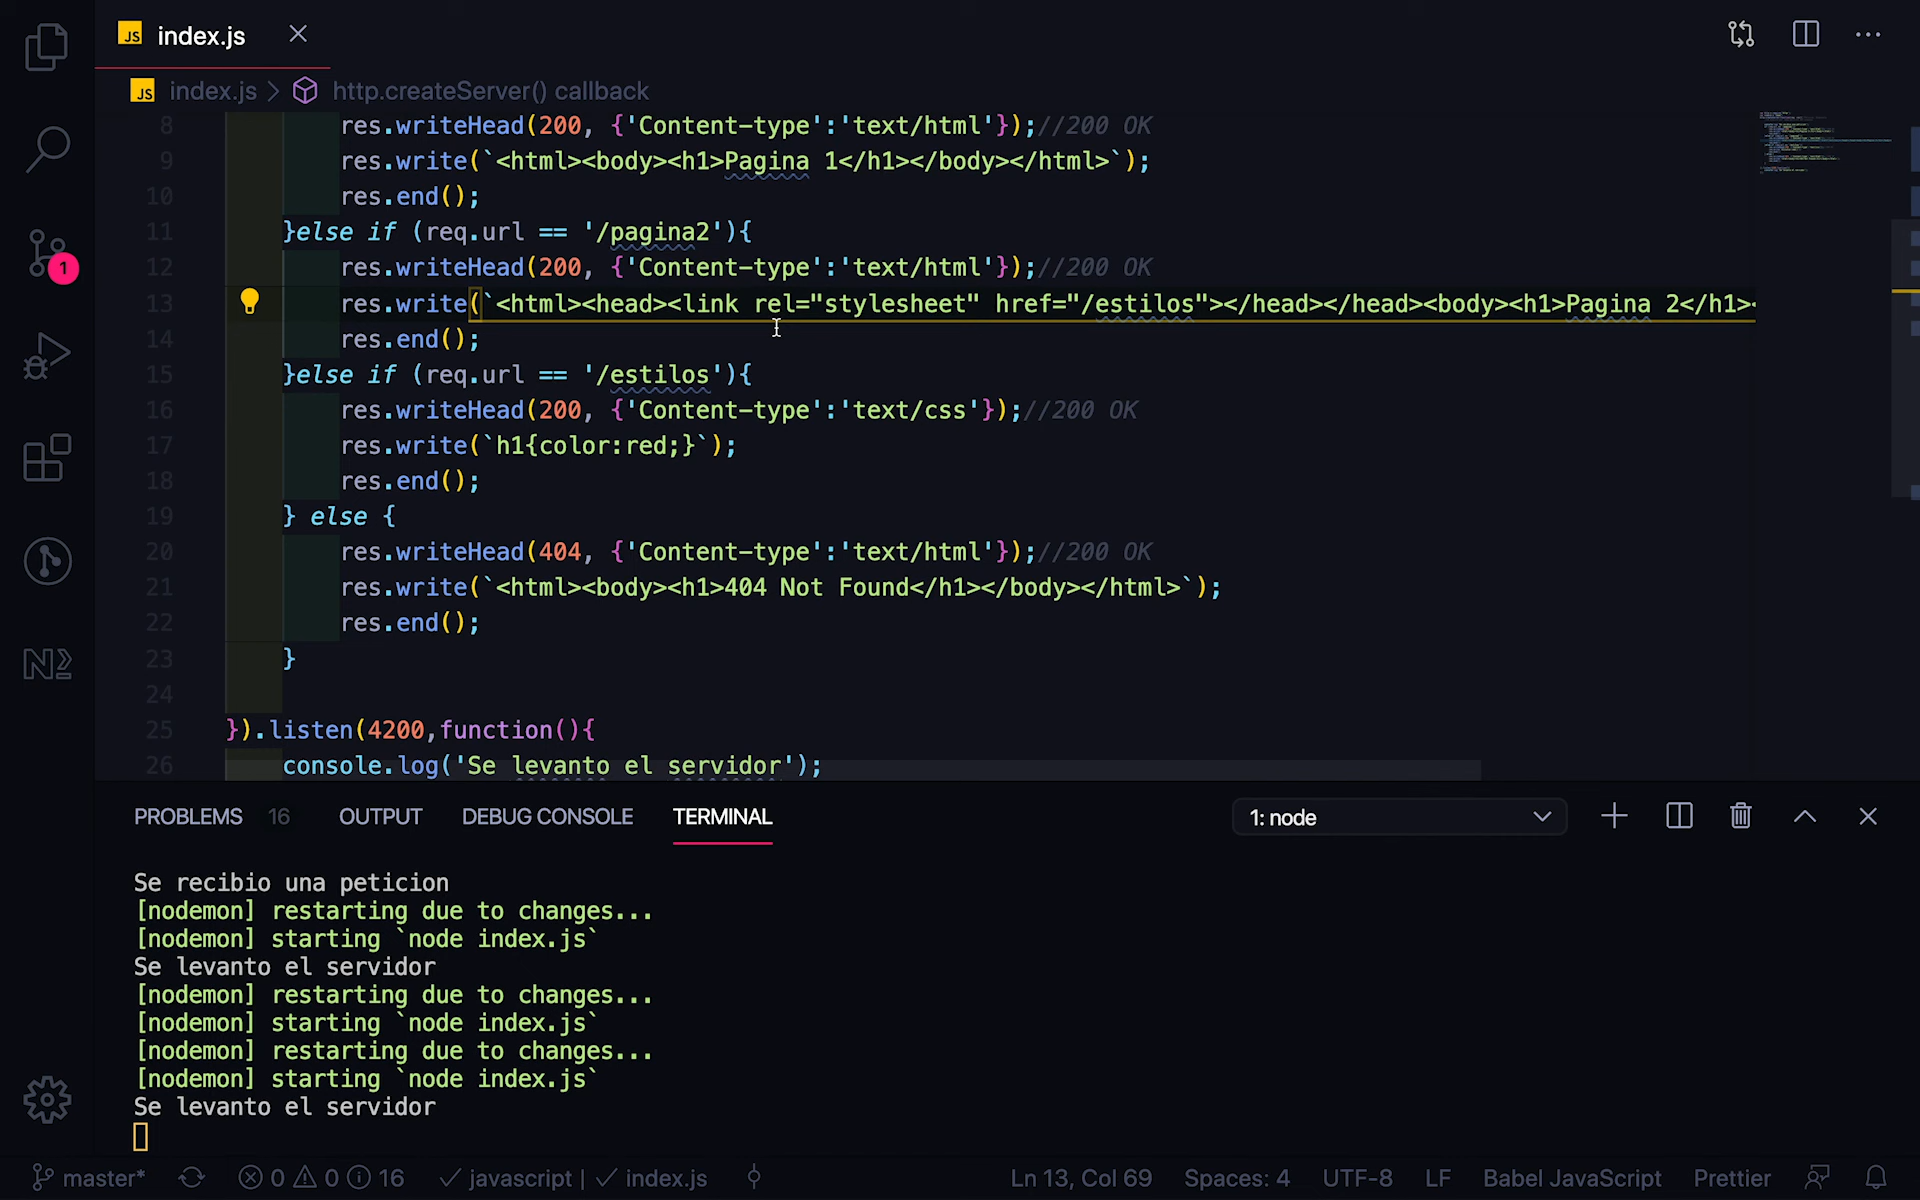 JS index.js
JS index.js > http.createServer() callback
8 res.writeHead(200, {'Content-type':'text/html'});//200 OK
9 res.write(`<html><body><h1>Pagina 1</h1></body></html>`);
10 res.end();
11 }else if (req.url == '/pagina2'){
12 res.writeHead(200, {'Content-type':'text/html'});//200 OK
13 res.write(`<html><head><link rel="stylesheet" href="/estilos"></head></head><body><h1>Pagina 2</h1><
14 res.end();
15 }else if (req.url == '/estilos'){
16 res.writeHead(200, {'Content-type':'text/css'});//200 OK
17 res.write(`h1{color:red;}`);
18 res.end();
19 } else {
20 res.writeHead(404, {'Content-type':'text/html'});//200 OK
21 res.write(`<html><body><h1>404 Not Found</h1></body></html>`);
22 res.end();
23 }
24
25 }).listen(4200,function(){
26 console.log('Se levanto el servidor');
1
PROBLEMS 16 OUTPUT DEBUG CONSOLE TERMINAL 1: node
Se recibio una peticion
[nodemon] restarting due to changes...
[nodemon] starting `node index.js`
Se levanto el servidor
[nodemon] restarting due to changes...
[nodemon] starting `node index.js`
[nodemon] restarting due to changes...
[nodemon] starting `node index.js`
Se levanto el servidor
master* 0 0 16 javascript | index.js Ln 13, Col 69 Spaces: 4 UTF-8 LF Babel JavaScript Prettier